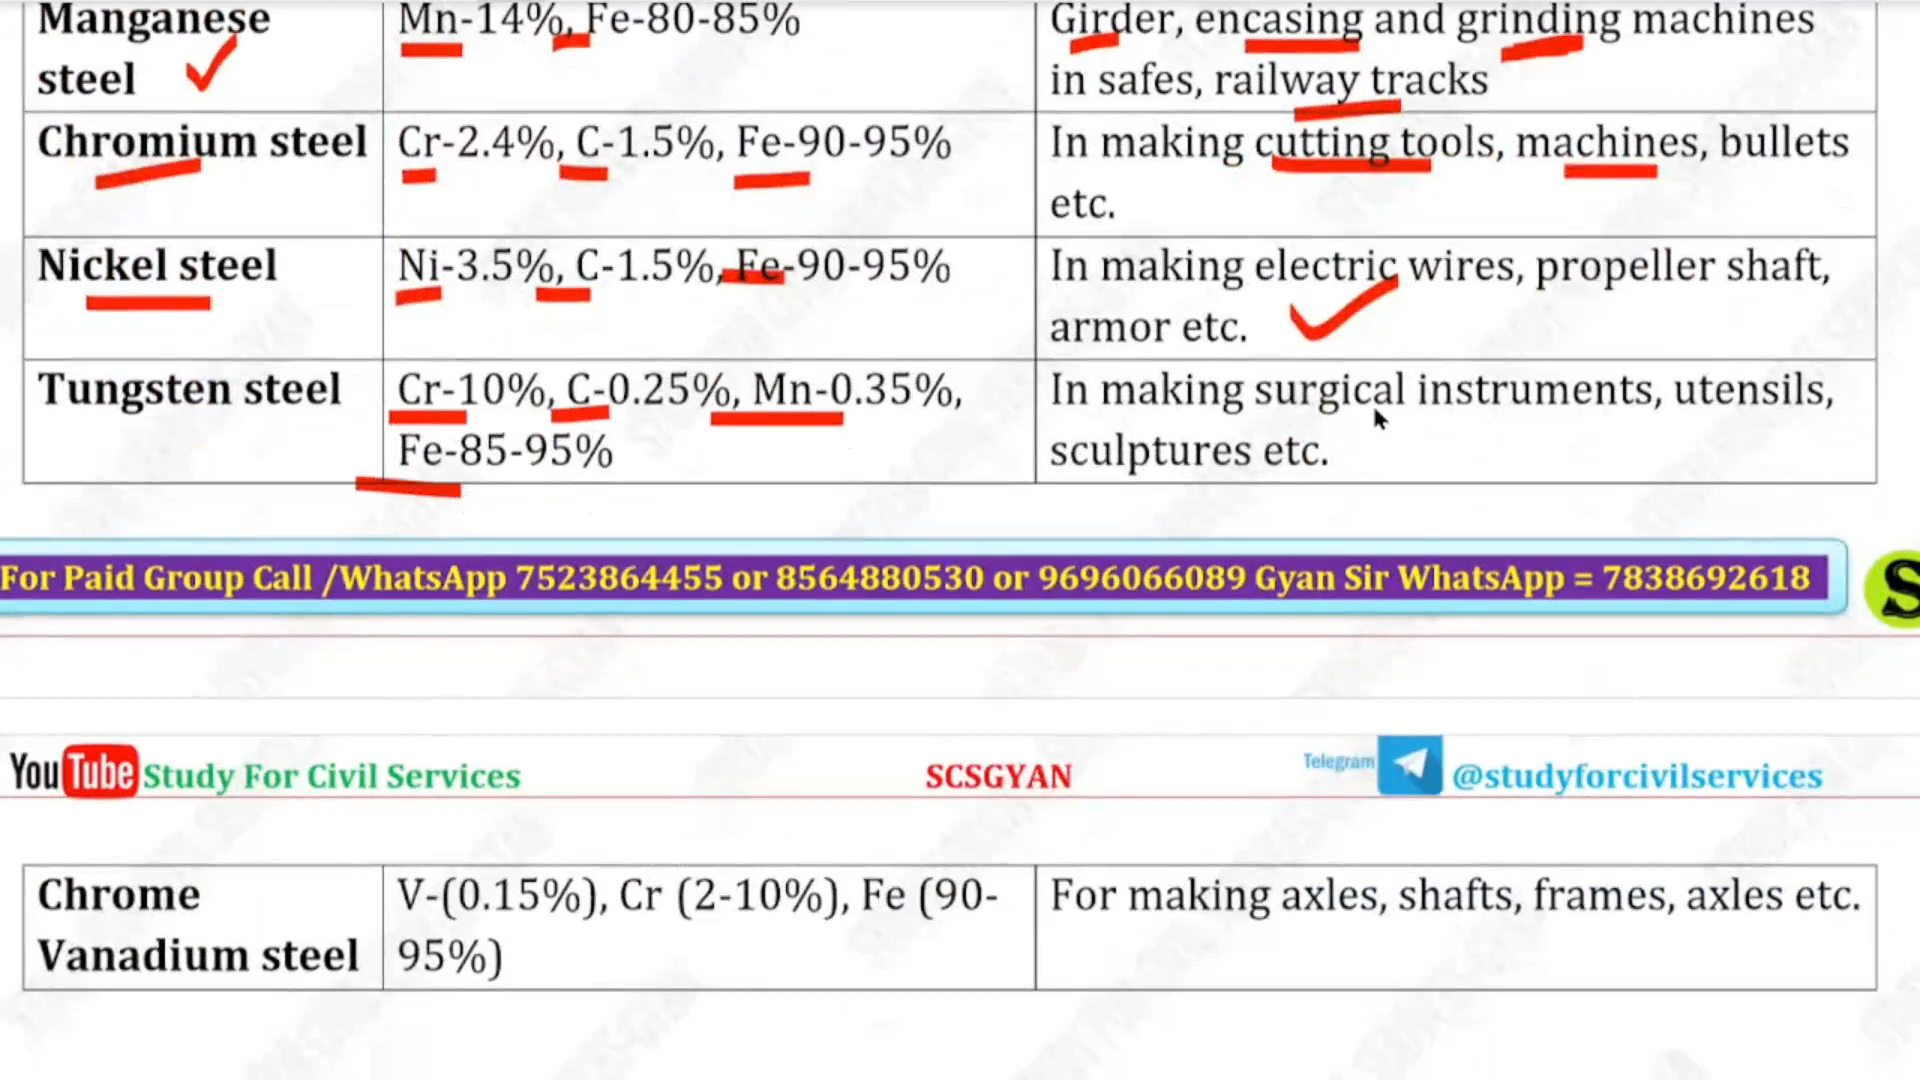 Manganese
steel
Mn-14%, Fe-80-85%
Girder, encasing and grinding machines
in safes, railway tracks
Chromium steel
Cr-2.4%, C-1.5%, Fe-90-95%
In making cutting tools, machines, bullets
etc.
Nickel steel
Ni-3.5%, C-1.5%, Fe-90-95%
In making electric wires, propeller shaft,
armor etc.
Tungsten steel
Cr-10%, C-0.25%, Mn-0.35%,
Fe-85-95%
In making surgical instruments, utensils,
sculptures etc.
For Paid Group Call /WhatsApp 7523864455 or 8564880530 or 9696066089 Gyan Sir WhatsApp = 7838692618
S
YouTube Study For Civil Services
SCSGYAN
Telegram @studyforcivilservices
Chrome
Vanadium steel
V-(0.15%), Cr (2-10%), Fe (90-
95%)
For making axles, shafts, frames, axles etc.